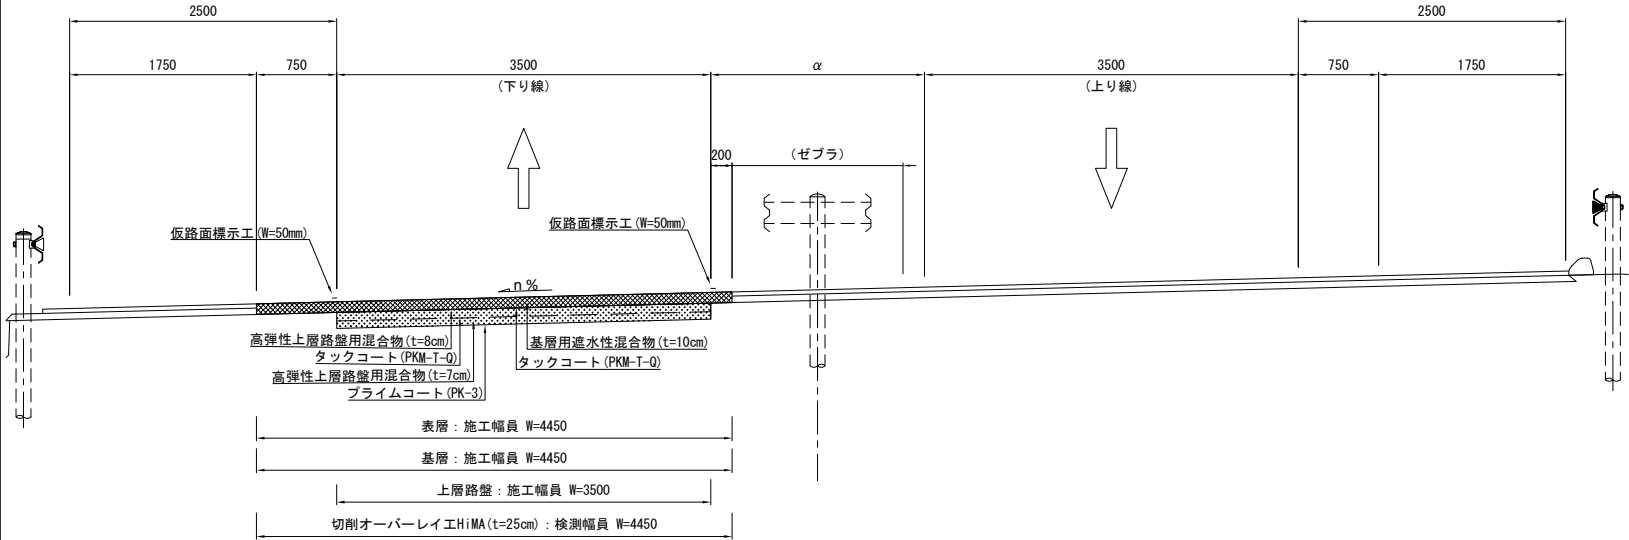 2500
2500
1750
750
3500
α
3500
750
1750
(下り線)
(上り線)
200
(ゼブラ)
仮路面標示工(W=50mm)
仮路面標示工(W=50mm)
n %
高弾性上層路盤用混合物(t=8cm)
基層用遮水性混合物(t=10cm)
タックコート(PKM-T-Q)
タックコート(PKM-T-Q)
高弾性上層路盤用混合物(t=7cm)
プライムコート(PK-3)
表層：施工幅員 W=4450
基層：施工幅員 W=4450
上層路盤：施工幅員 W=3500
切削オーバーレイ工HiMA(t=25cm)：検測幅員 W=4450